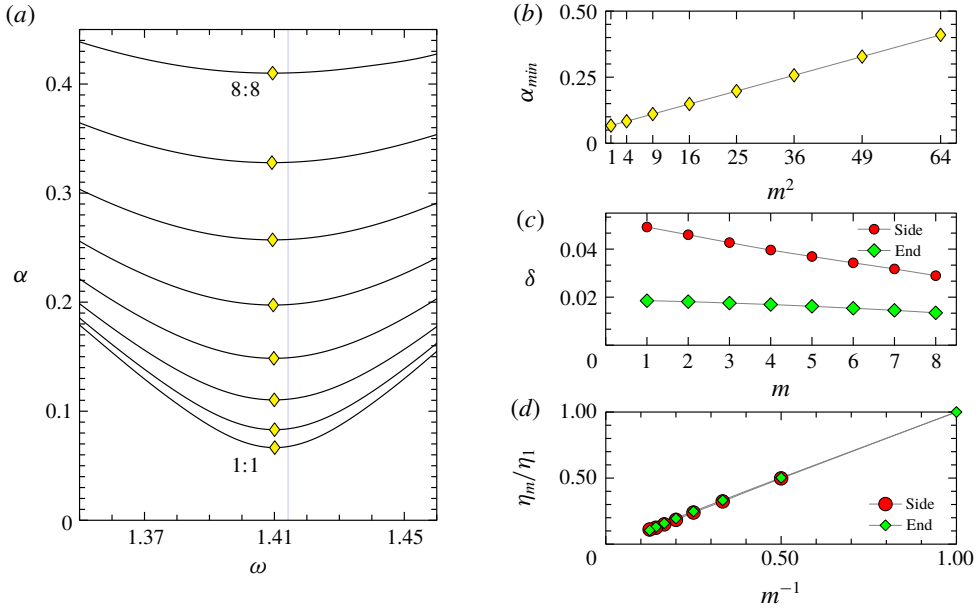 (a)
0.4
0.3
0.2
0.1
0
α
8:8
1:1
1.37
1.41
1.45
ω
(b)
0.50
0.25
0
α_min
1 4 9 16 25 36 49 64
m²
(c)
0.04
0.02
0
δ
Side
End
1 2 3 4 5 6 7 8
m
(d)
1.00
0.50
0
η_m/η_1
Side
End
0.50
1.00
m⁻¹